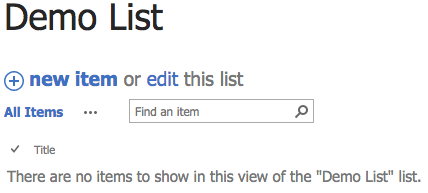 Demo List
new item or edit this list
All Items ... Find an item
Title
There are no items to show in this view of the "Demo List" list.